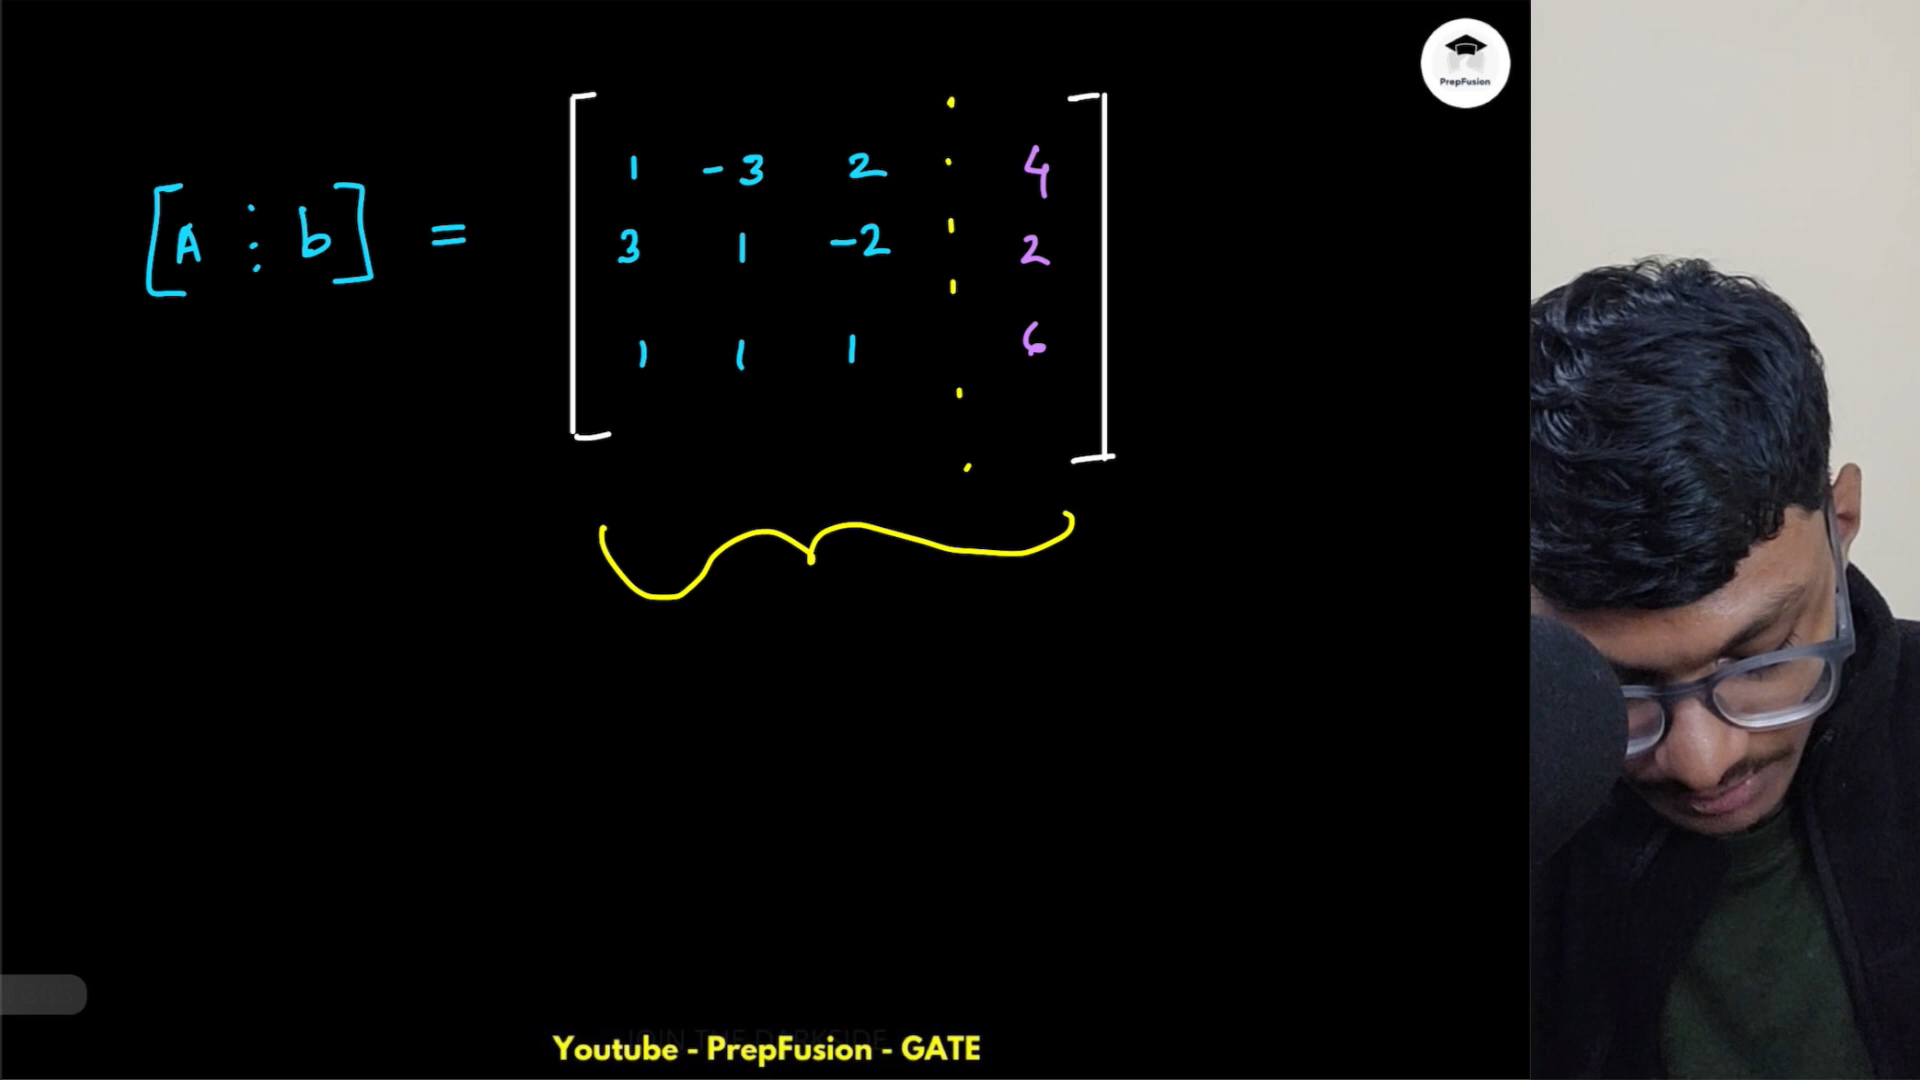 PrepFusion
[A ⋮ b] =
1 -3 2 4
3 1 -2 2
1 1 1 6
Youtube - PrepFusion - GATE